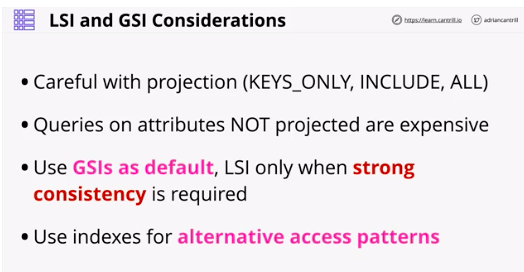 LSI and GSI Considerations
https://learn.cantrill.io
adriancantrill
• Careful with projection (KEYS_ONLY, INCLUDE, ALL)
• Queries on attributes NOT projected are expensive
• Use GSIs as default, LSI only when strong
consistency is required
• Use indexes for alternative access patterns